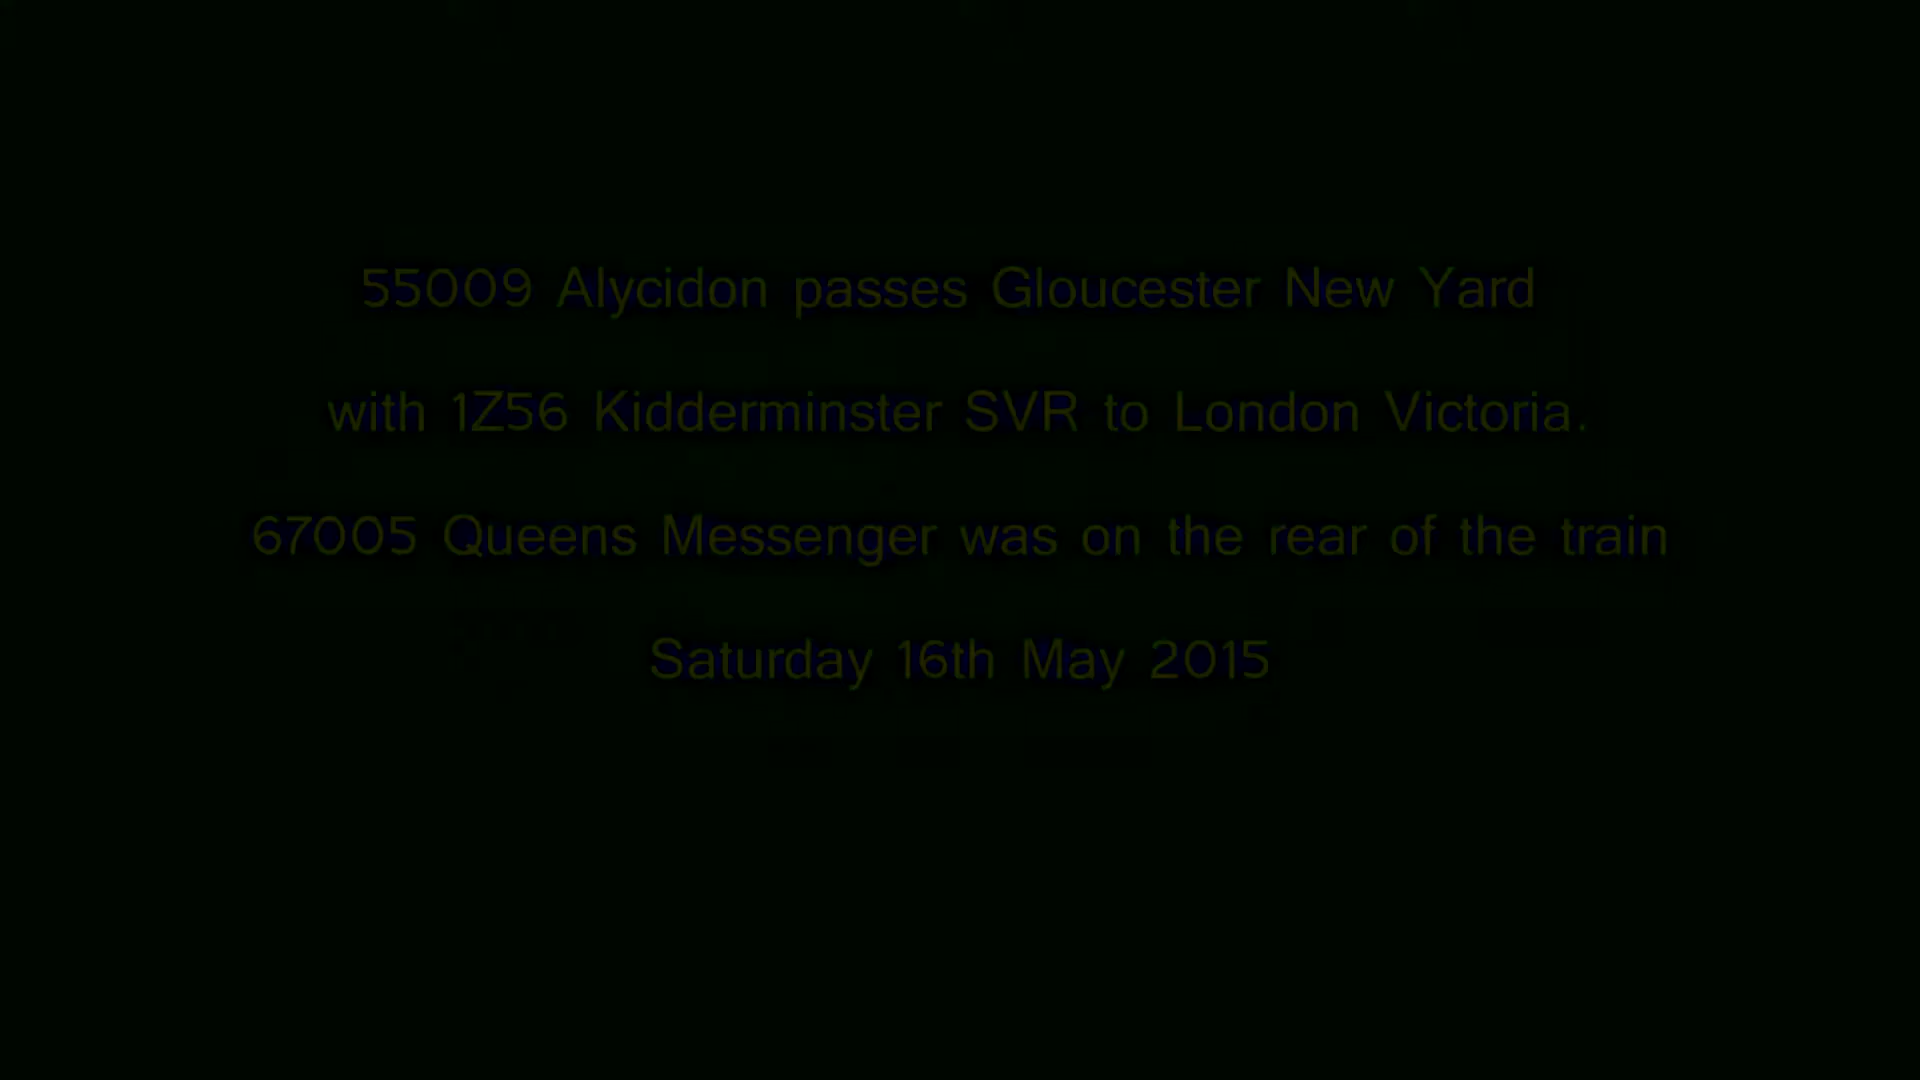 55009 Alycidon passes Gloucester New Yard
with 1Z56 Kidderminster SVR to London Victoria.
67005 Queens Messenger was on the rear of the train
Saturday 16th May 2015